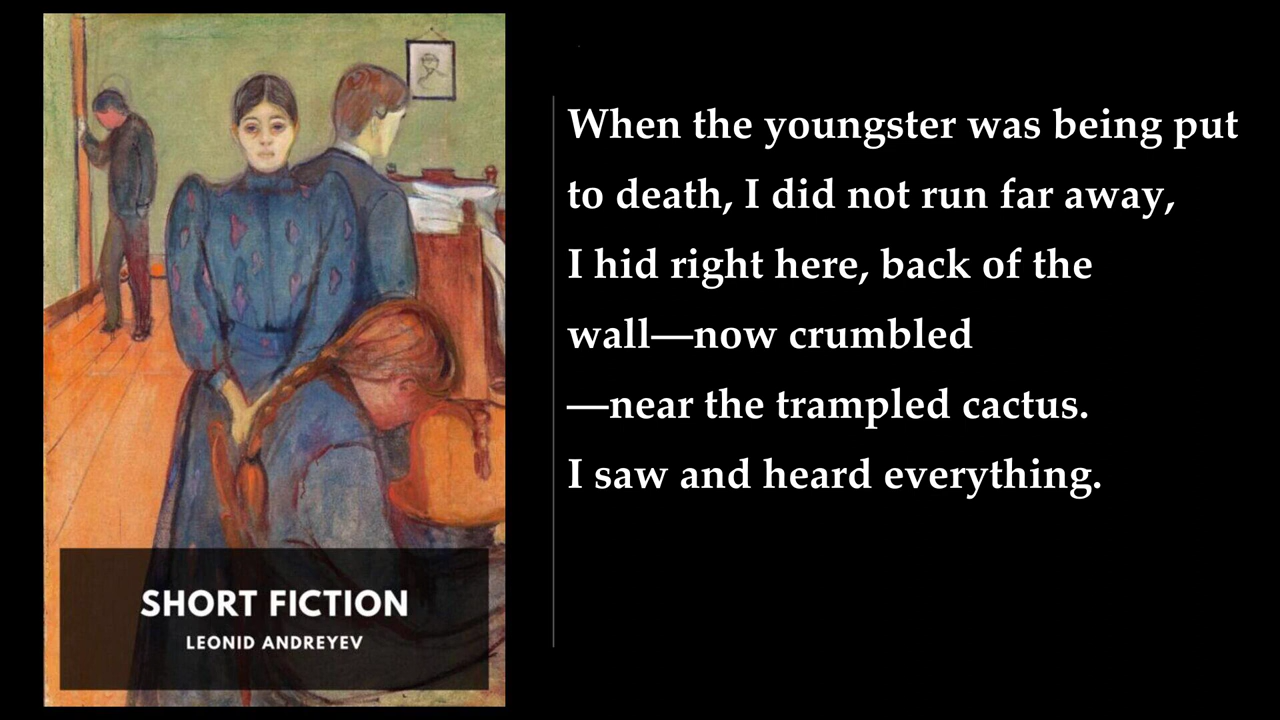 SHORT FICTION
LEONID ANDREYEV
When the youngster was being put
to death, I did not run far away,
I hid right here, back of the
wall—now crumbled
—near the trampled cactus.
I saw and heard everything.